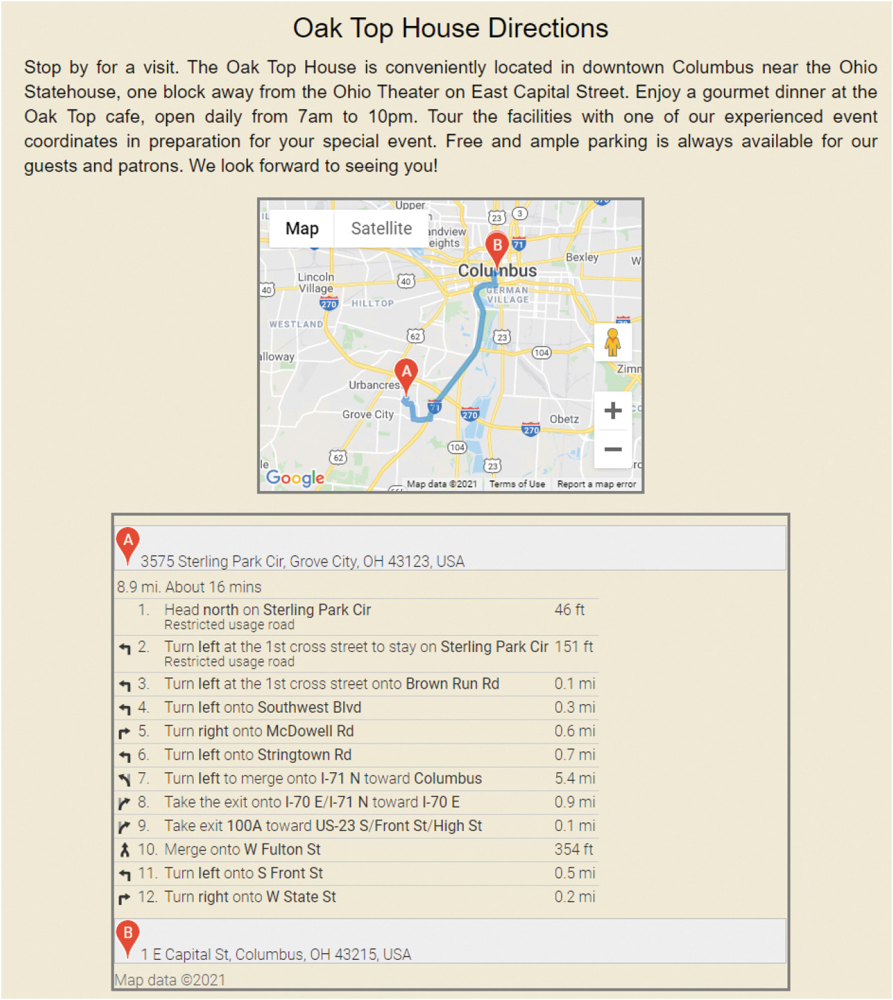 Oak Top House Directions
Stop by for a visit. The Oak Top House is conveniently located in downtown Columbus near the Ohio
Statehouse, one block away from the Ohio Theater on East Capital Street. Enjoy a gourmet dinner at the
Oak Top cafe, open daily from 7am to 10pm. Tour the facilities with one of our experienced event
coordinates in preparation for your special event. Free and ample parking is always available for our
guests and patrons. We look forward to seeing you!
Upper
IL
Map Satellite
andview
eights
23
3
B
71
Bexley
W
Columbus
Lincoln
Village
40
40
GERMAN
VILLAGE
270
HILLTOP
WESTLAND
62
23
104
alloway
A
Zimm
Urbancres
71
Grove City
270
Obetz
270
104
62
23
le
Google
Map data ©2021 Terms of Use Report a map error
A
3575 Sterling Park Cir, Grove City, OH 43123, USA
8.9 mi. About 16 mins
1. Head north on Sterling Park Cir 46 ft
Restricted usage road
2. Turn left at the 1st cross street to stay on Sterling Park Cir 151 ft
Restricted usage road
3. Turn left at the 1st cross street onto Brown Run Rd 0.1 mi
4. Turn left onto Southwest Blvd 0.3 mi
5. Turn right onto McDowell Rd 0.6 mi
6. Turn left onto Stringtown Rd 0.7 mi
7. Turn left to merge onto I-71 N toward Columbus 5.4 mi
8. Take the exit onto I-70 E/I-71 N toward I-70 E 0.9 mi
9. Take exit 100A toward US-23 S/Front St/High St 0.1 mi
10. Merge onto W Fulton St 354 ft
11. Turn left onto S Front St 0.5 mi
12. Turn right onto W State St 0.2 mi
B
1 E Capital St, Columbus, OH 43215, USA
Map data ©2021